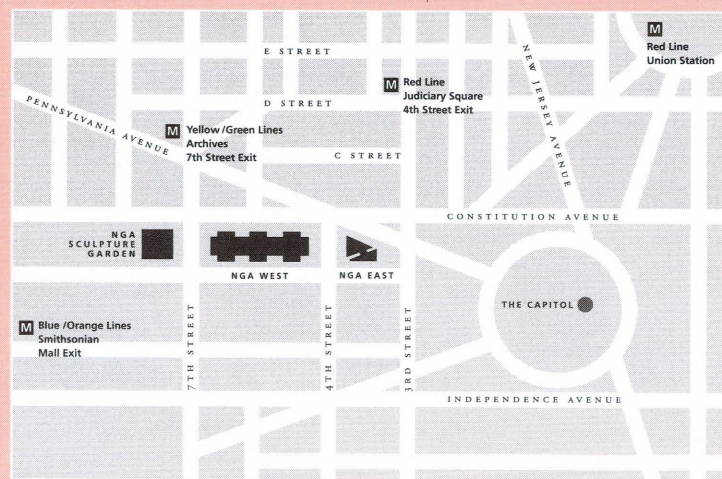 M
Red Line
Union Station
E STREET
NEW JERSEY AVENUE
M Red Line
Judiciary Square
4th Street Exit
D STREET
PENNSYLVANIA AVENUE
M Yellow/Green Lines
Archives
7th Street Exit
C STREET
CONSTITUTION AVENUE
NGA
SCULPTURE
GARDEN
NGA WEST
NGA EAST
THE CAPITOL
M Blue/Orange Lines
Smithsonian
Mall Exit
7TH STREET
4TH STREET
3RD STREET
INDEPENDENCE AVENUE